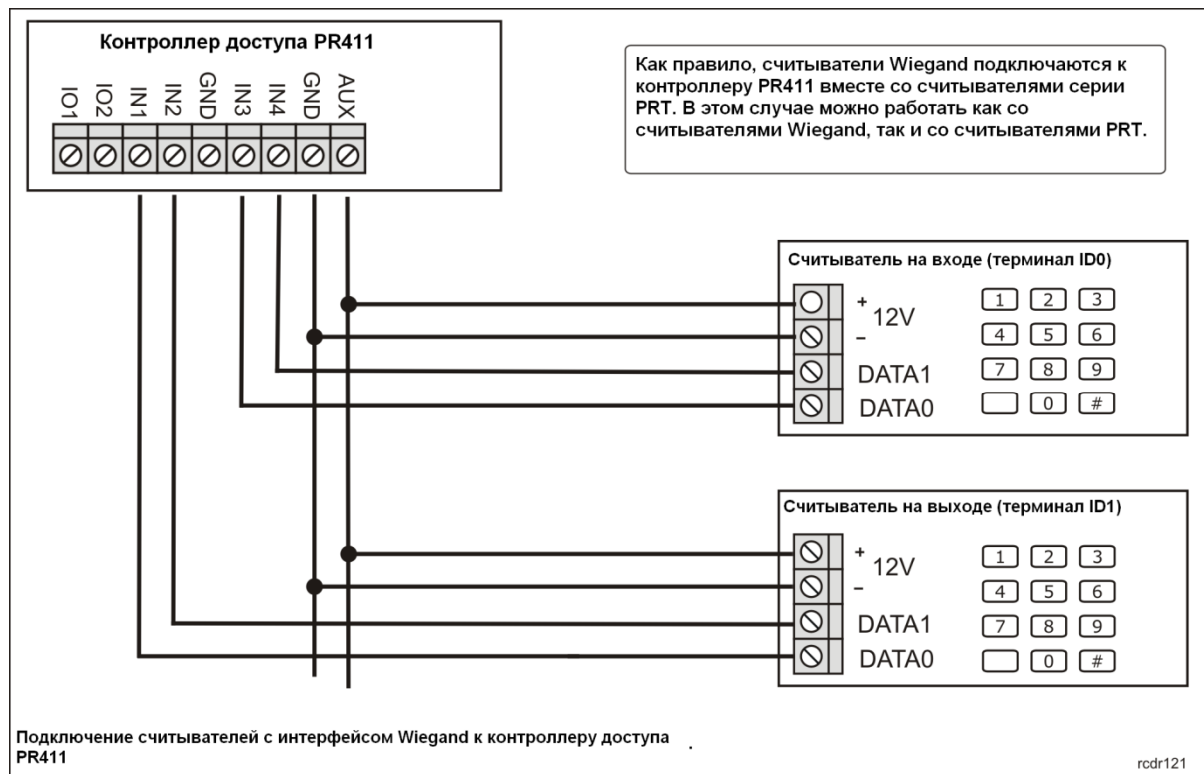 Контроллер доступа PR411
IO1
IO2
IN1
IN2
GND
IN3
IN4
GND
AUX
Как правило, считыватели Wiegand подключаются к
контроллеру PR411 вместе со считывателями серии
PRT. В этом случае можно работать как со
считывателями Wiegand, так и со считывателями PRT.
Считыватель на входе (терминал ID0)
+
12V
–
DATA1
DATA0
1 2 3
4 5 6
7 8 9
0 #
Считыватель на выходе (терминал ID1)
+
12V
–
DATA1
DATA0
1 2 3
4 5 6
7 8 9
0 #
Подключение считывателей с интерфейсом Wiegand к контроллеру доступа .
PR411
rcdr121